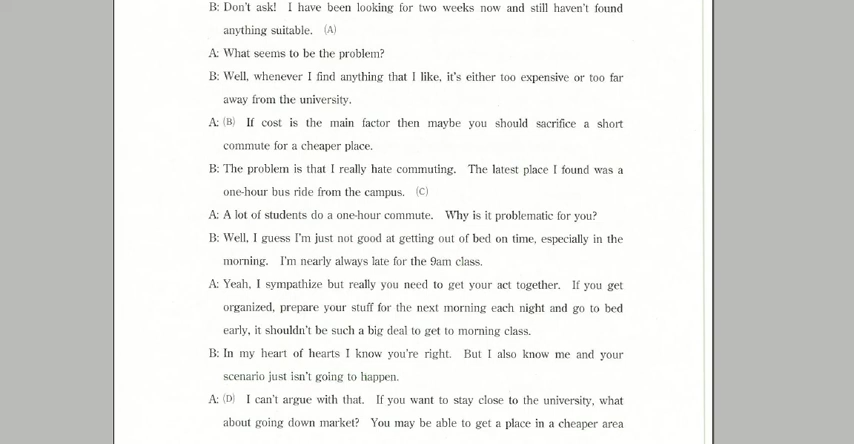 B: Don't ask! I have been looking for two weeks now and still haven't found
anything suitable. (A)
A: What seems to be the problem?
B: Well, whenever I find anything that I like, it's either too expensive or too far
away from the university.
A: (B) If cost is the main factor then maybe you should sacrifice a short
commute for a cheaper place.
B: The problem is that I really hate commuting. The latest place I found was a
one-hour bus ride from the campus. (C)
A: A lot of students do a one-hour commute. Why is it problematic for you?
B: Well, I guess I'm just not good at getting out of bed on time, especially in the
morning. I'm nearly always late for the 9am class.
A: Yeah, I sympathize but really you need to get your act together. If you get
organized, prepare your stuff for the next morning each night and go to bed
early, it shouldn't be such a big deal to get to morning class.
B: In my heart of hearts I know you're right. But I also know me and your
scenario just isn't going to happen.
A: (D) I can't argue with that. If you want to stay close to the university, what
about going down market? You may be able to get a place in a cheaper area